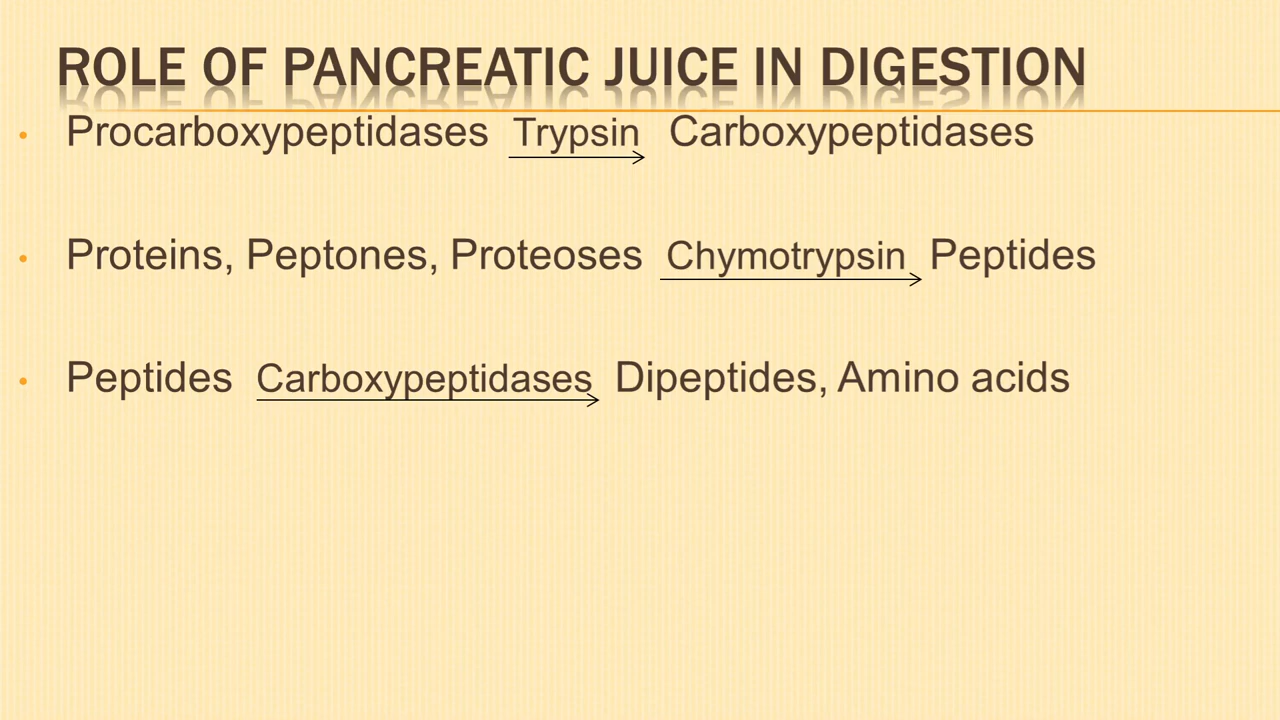 ROLE OF PANCREATIC JUICE IN DIGESTION
• Procarboxypeptidases Trypsin Carboxypeptidases
• Proteins, Peptones, Proteoses Chymotrypsin Peptides
• Peptides Carboxypeptidases Dipeptides, Amino acids